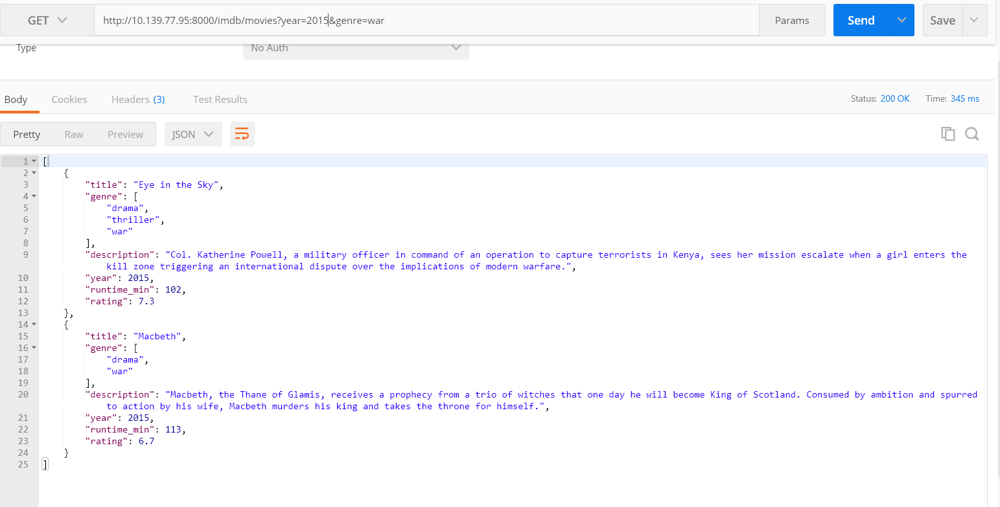 GET http://10.139.77.95:8000/imdb/movies?year=2015&genre=war Params Send Save
Type No Auth
Body Cookies Headers (3) Test Results Status: 200 OK Time: 345 ms
Pretty Raw Preview JSON
1 [
2 {
3 "title": "Eye in the Sky",
4 "genre": [
5 "drama",
6 "thriller",
7 "war"
8 ],
9 "description": "Col. Katherine Powell, a military officer in command of an operation to capture terrorists in Kenya, sees her mission escalate when a girl enters the
kill zone triggering an international dispute over the implications of modern warfare.",
10 "year": 2015,
11 "runtime_min": 102,
12 "rating": 7.3
13 },
14 {
15 "title": "Macbeth",
16 "genre": [
17 "drama",
18 "war"
19 ],
20 "description": "Macbeth, the Thane of Glamis, receives a prophecy from a trio of witches that one day he will become King of Scotland. Consumed by ambition and spurred
to action by his wife, Macbeth murders his king and takes the throne for himself.",
21 "year": 2015,
22 "runtime_min": 113,
23 "rating": 6.7
24 }
25 ]